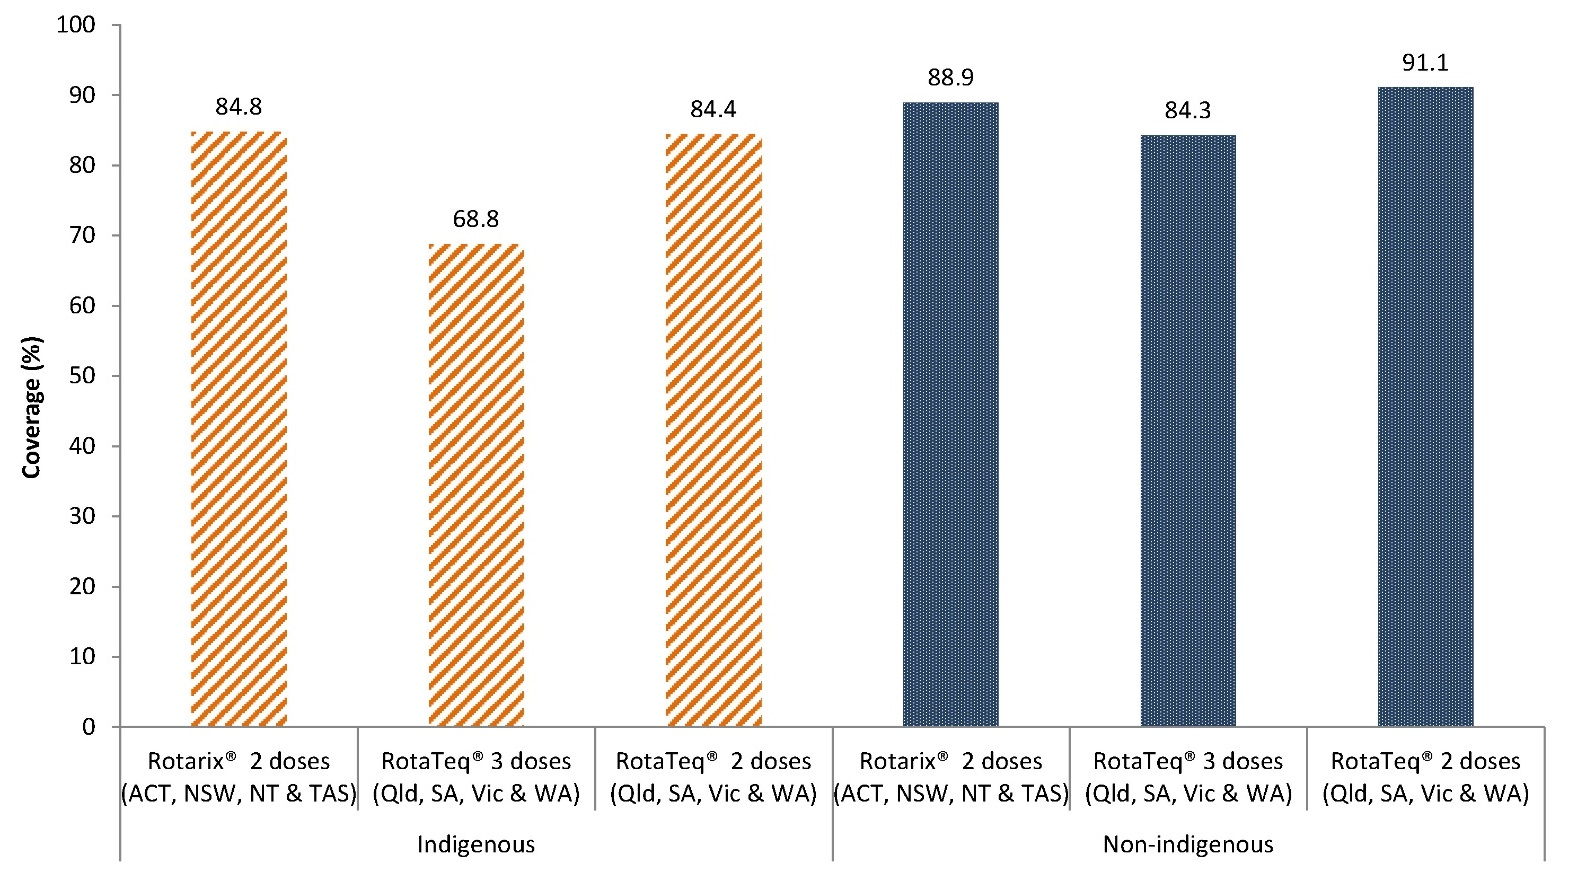 100
90
80
70
60
50
40
30
20
10
0
Coverage (%)
84.8
68.8
84.4
88.9
84.3
91.1
Rotarix® 2 doses
(ACT, NSW, NT & TAS)
RotaTeq® 3 doses
(Qld, SA, Vic & WA)
RotaTeq® 2 doses
(Qld, SA, Vic & WA)
Rotarix® 2 doses
(ACT, NSW, NT & TAS)
RotaTeq® 3 doses
(Qld, SA, Vic & WA)
RotaTeq® 2 doses
(Qld, SA, Vic & WA)
Indigenous
Non-indigenous